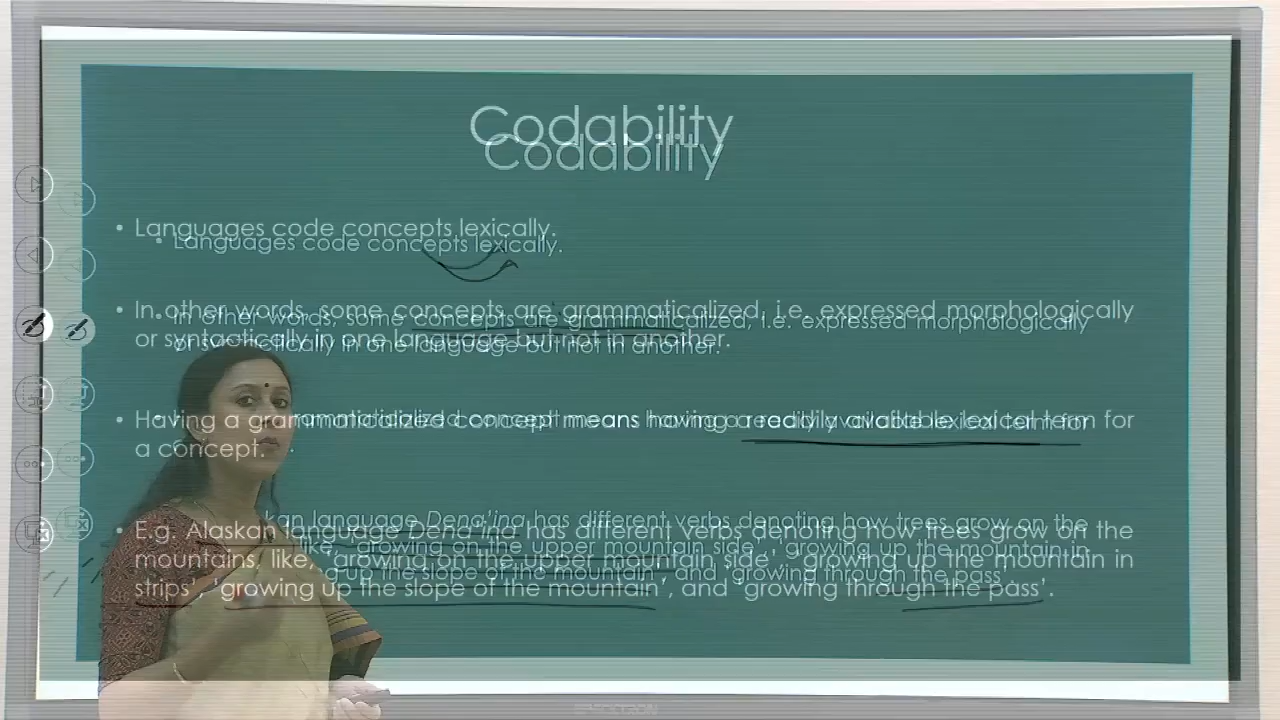 Codability
• Languages code concepts lexically.
• In other words, some concepts are grammaticalized, i.e. expressed morphologically
or syntactically in one language but not in another.
• Having a grammaticalized concept means having a readily available lexical term for
a concept.
• E.g. Alaskan language Dena'ina has different verbs denoting how trees grow on the
mountains like, 'growing on the upper mountain side', 'growing up the mountain in
strips' 'growing up the slope of the mountain', and 'growing through the pass'.